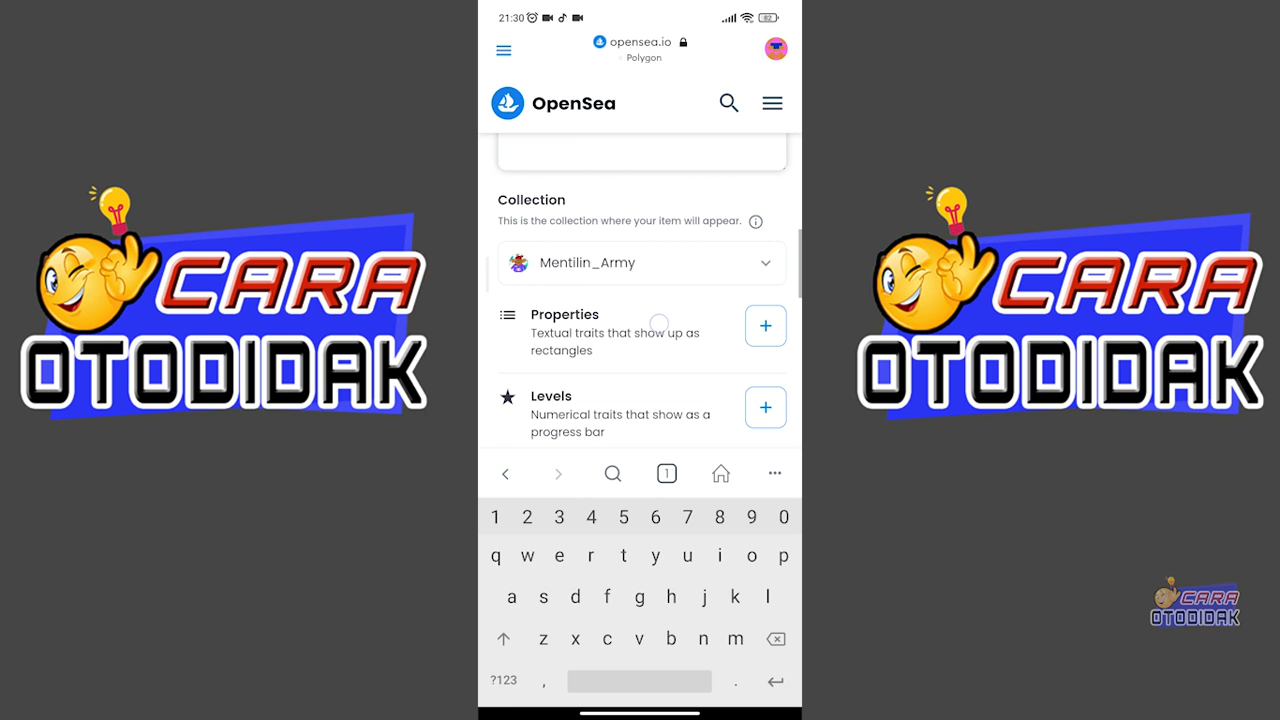 CARA
OTODIDAK
21:30
82
opensea.io
Polygon
OpenSea
Collection
This is the collection where your item will appear.
Mentilin_Army
Properties
Textual traits that show up as
rectangles
+
Levels
Numerical traits that show as a
progress bar
+
1
1 2 3 4 5 6 7 8 9 0
q w e r t y u i o p
a s d f g h j k l
z x c v b n m
?123 , .
CARA
OTODIDAK
CARA
OTODIDAK